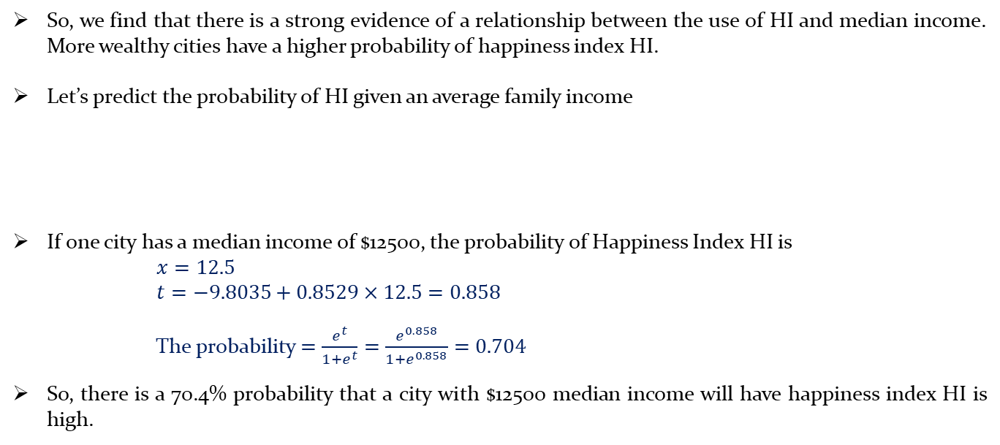 ➢ So, we find that there is a strong evidence of a relationship between the use of HI and median income.
More wealthy cities have a higher probability of happiness index HI.
➢ Let’s predict the probability of HI given an average family income
➢ If one city has a median income of $12500, the probability of Happiness Index HI is
x = 12.5
t = −9.8035 + 0.8529 × 12.5 = 0.858
The probability = e^t/(1+e^t) = e^0.858/(1+e^0.858) = 0.704
➢ So, there is a 70.4% probability that a city with $12500 median income will have happiness index HI is
high.